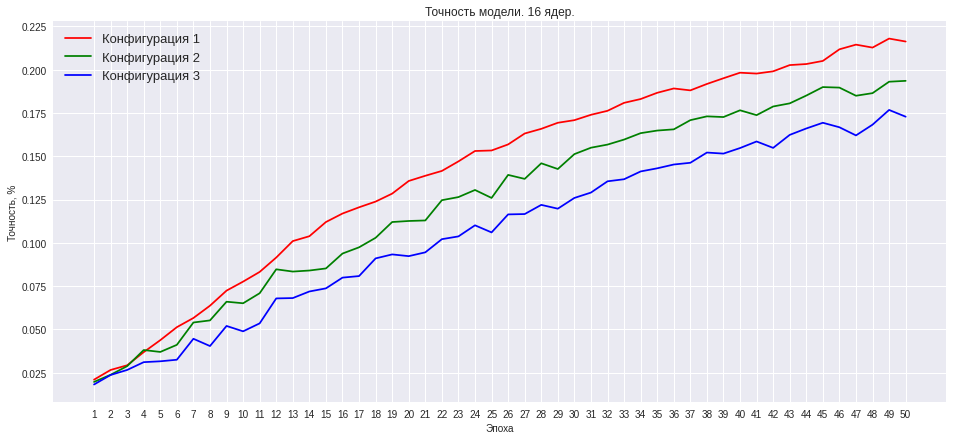 Точность модели. 16 ядер.
Конфигурация 1
Конфигурация 2
Конфигурация 3
0.225
0.200
0.175
0.150
0.125
0.100
0.075
0.050
0.025
Точность, %
1 2 3 4 5 6 7 8 9 10 11 12 13 14 15 16 17 18 19 20 21 22 23 24 25 26 27 28 29 30 31 32 33 34 35 36 37 38 39 40 41 42 43 44 45 46 47 48 49 50
Эпоха